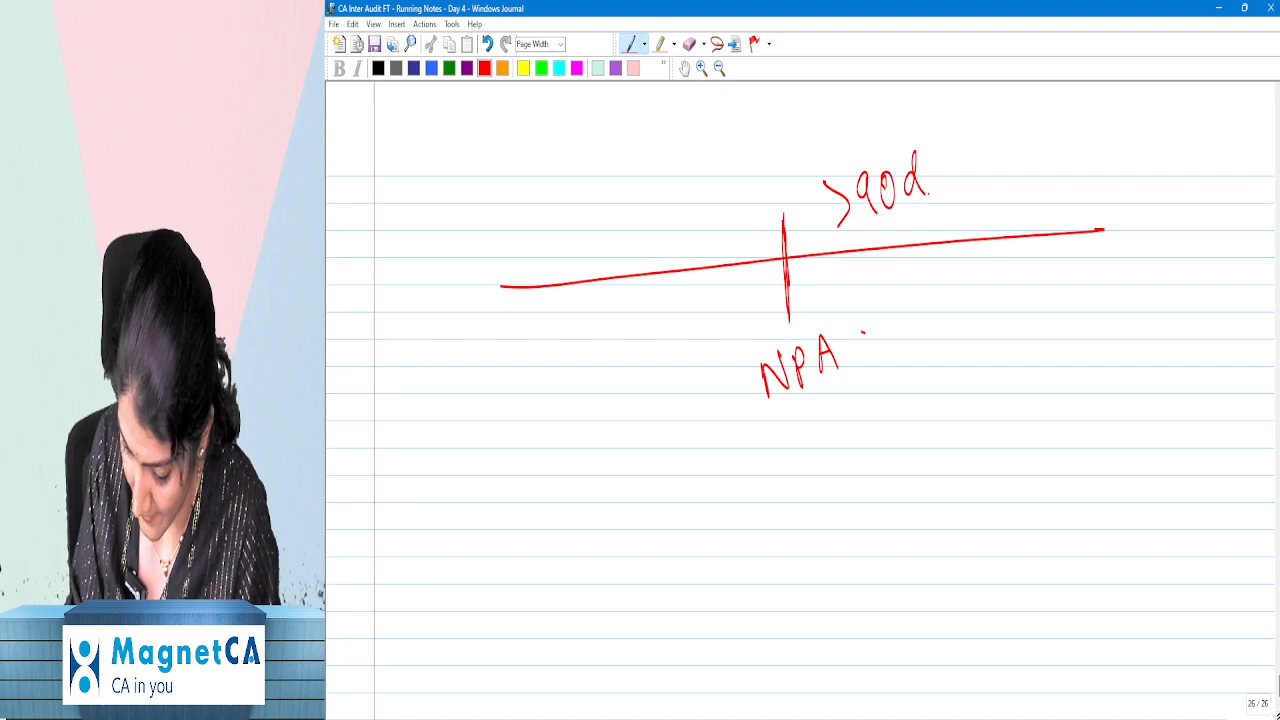 CA Inter Audit FT - Running Notes - Day 4 - Windows Journal
File Edit View Insert Actions Tools Help
Page Width
B I
>90d.
NPA
MagnetCA
CA in you
26 / 26